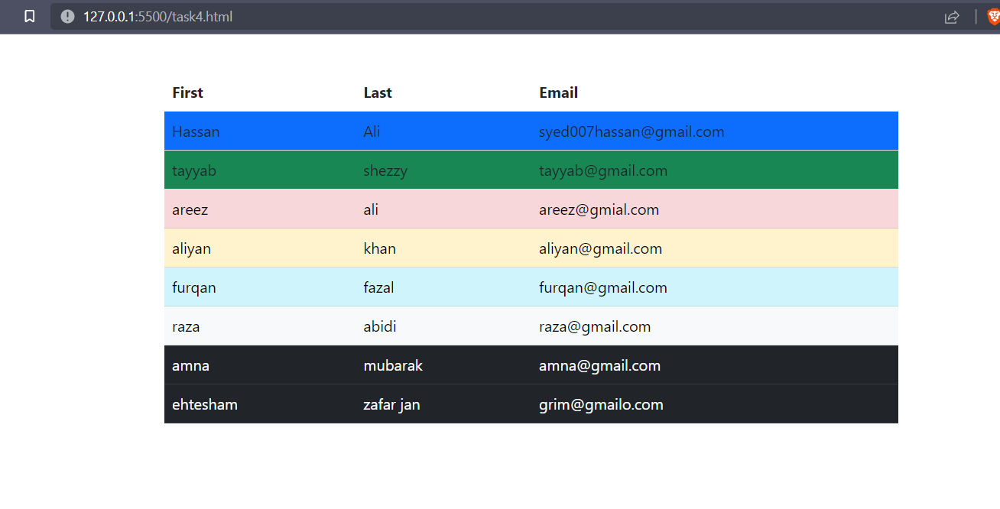 127.0.0.1:5500/task4.html
First Last Email
Hassan Ali syed007hassan@gmail.com
tayyab shezzy tayyab@gmail.com
areez ali areez@gmial.com
aliyan khan aliyan@gmail.com
furqan fazal furqan@gmail.com
raza abidi raza@gmail.com
amna mubarak amna@gmail.com
ehtesham zafar jan grim@gmailo.com